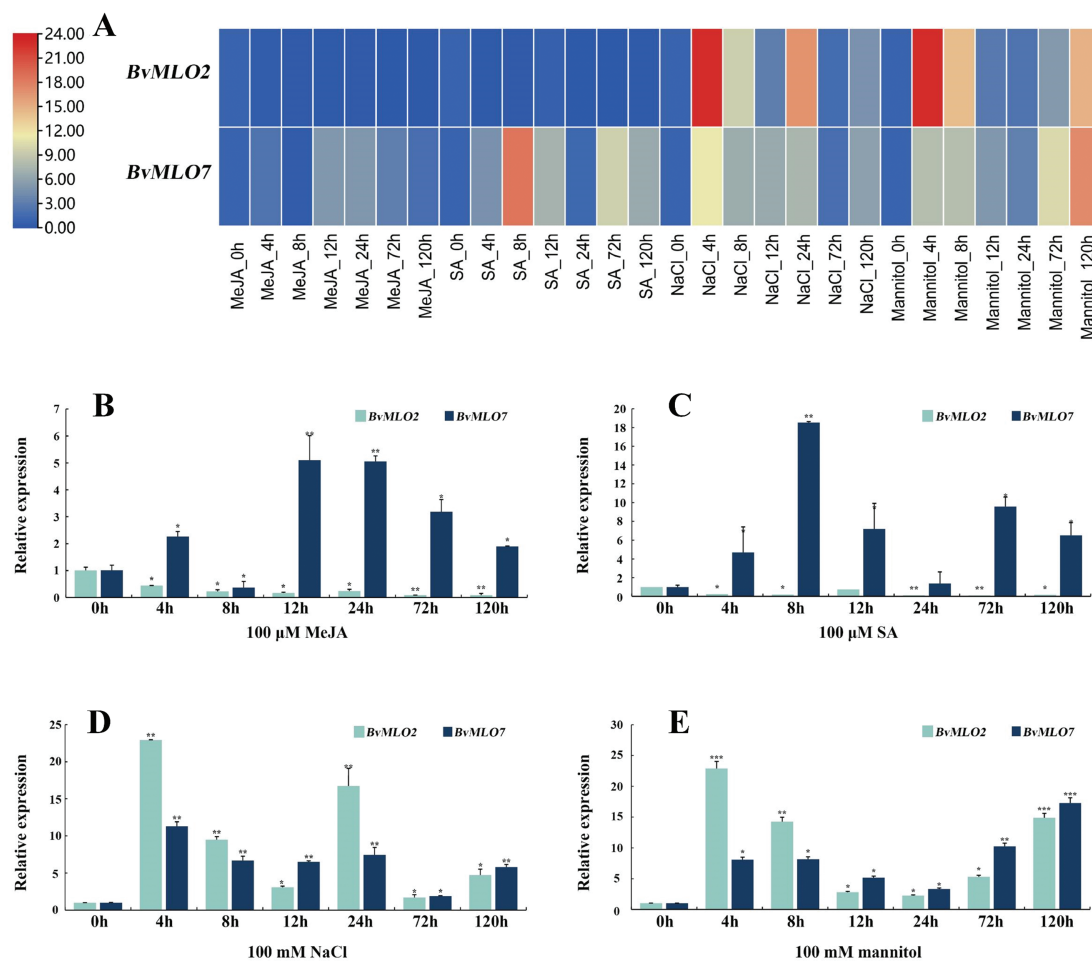 A
24.00
21.00
18.00
15.00
12.00
9.00
6.00
3.00
0.00
BvMLO2
BvMLO7
MeJA_0h
MeJA_4h
MeJA_8h
MeJA_12h
MeJA_24h
MeJA_72h
MeJA_120h
SA_0h
SA_4h
SA_8h
SA_12h
SA_24h
SA_72h
SA_120h
NaCl_0h
NaCl_4h
NaCl_8h
NaCl_12h
NaCl_24h
NaCl_72h
NaCl_120h
Mannitol_0h
Mannitol_4h
Mannitol_8h
Mannitol_12h
Mannitol_24h
Mannitol_72h
Mannitol_120h
B
BvMLO2 BvMLO7
Relative expression
7
6
5
4
3
2
1
0
* * * * ** * ** * ** ** * ** *
0h 4h 8h 12h 24h 72h 120h
100 μM MeJA
C
BvMLO2 BvMLO7
Relative expression
20
18
16
14
12
10
8
6
4
2
0
* * * ** * ** ** * * *
0h 4h 8h 12h 24h 72h 120h
100 μM SA
D
BvMLO2 BvMLO7
Relative expression
25
20
15
10
5
0
** ** ** ** * ** ** ** * * * **
0h 4h 8h 12h 24h 72h 120h
100 mM NaCl
E
BvMLO2 BvMLO7
Relative expression
30
25
20
15
10
5
0
*** * ** * * * * * * ** *** ***
0h 4h 8h 12h 24h 72h 120h
100 mM mannitol